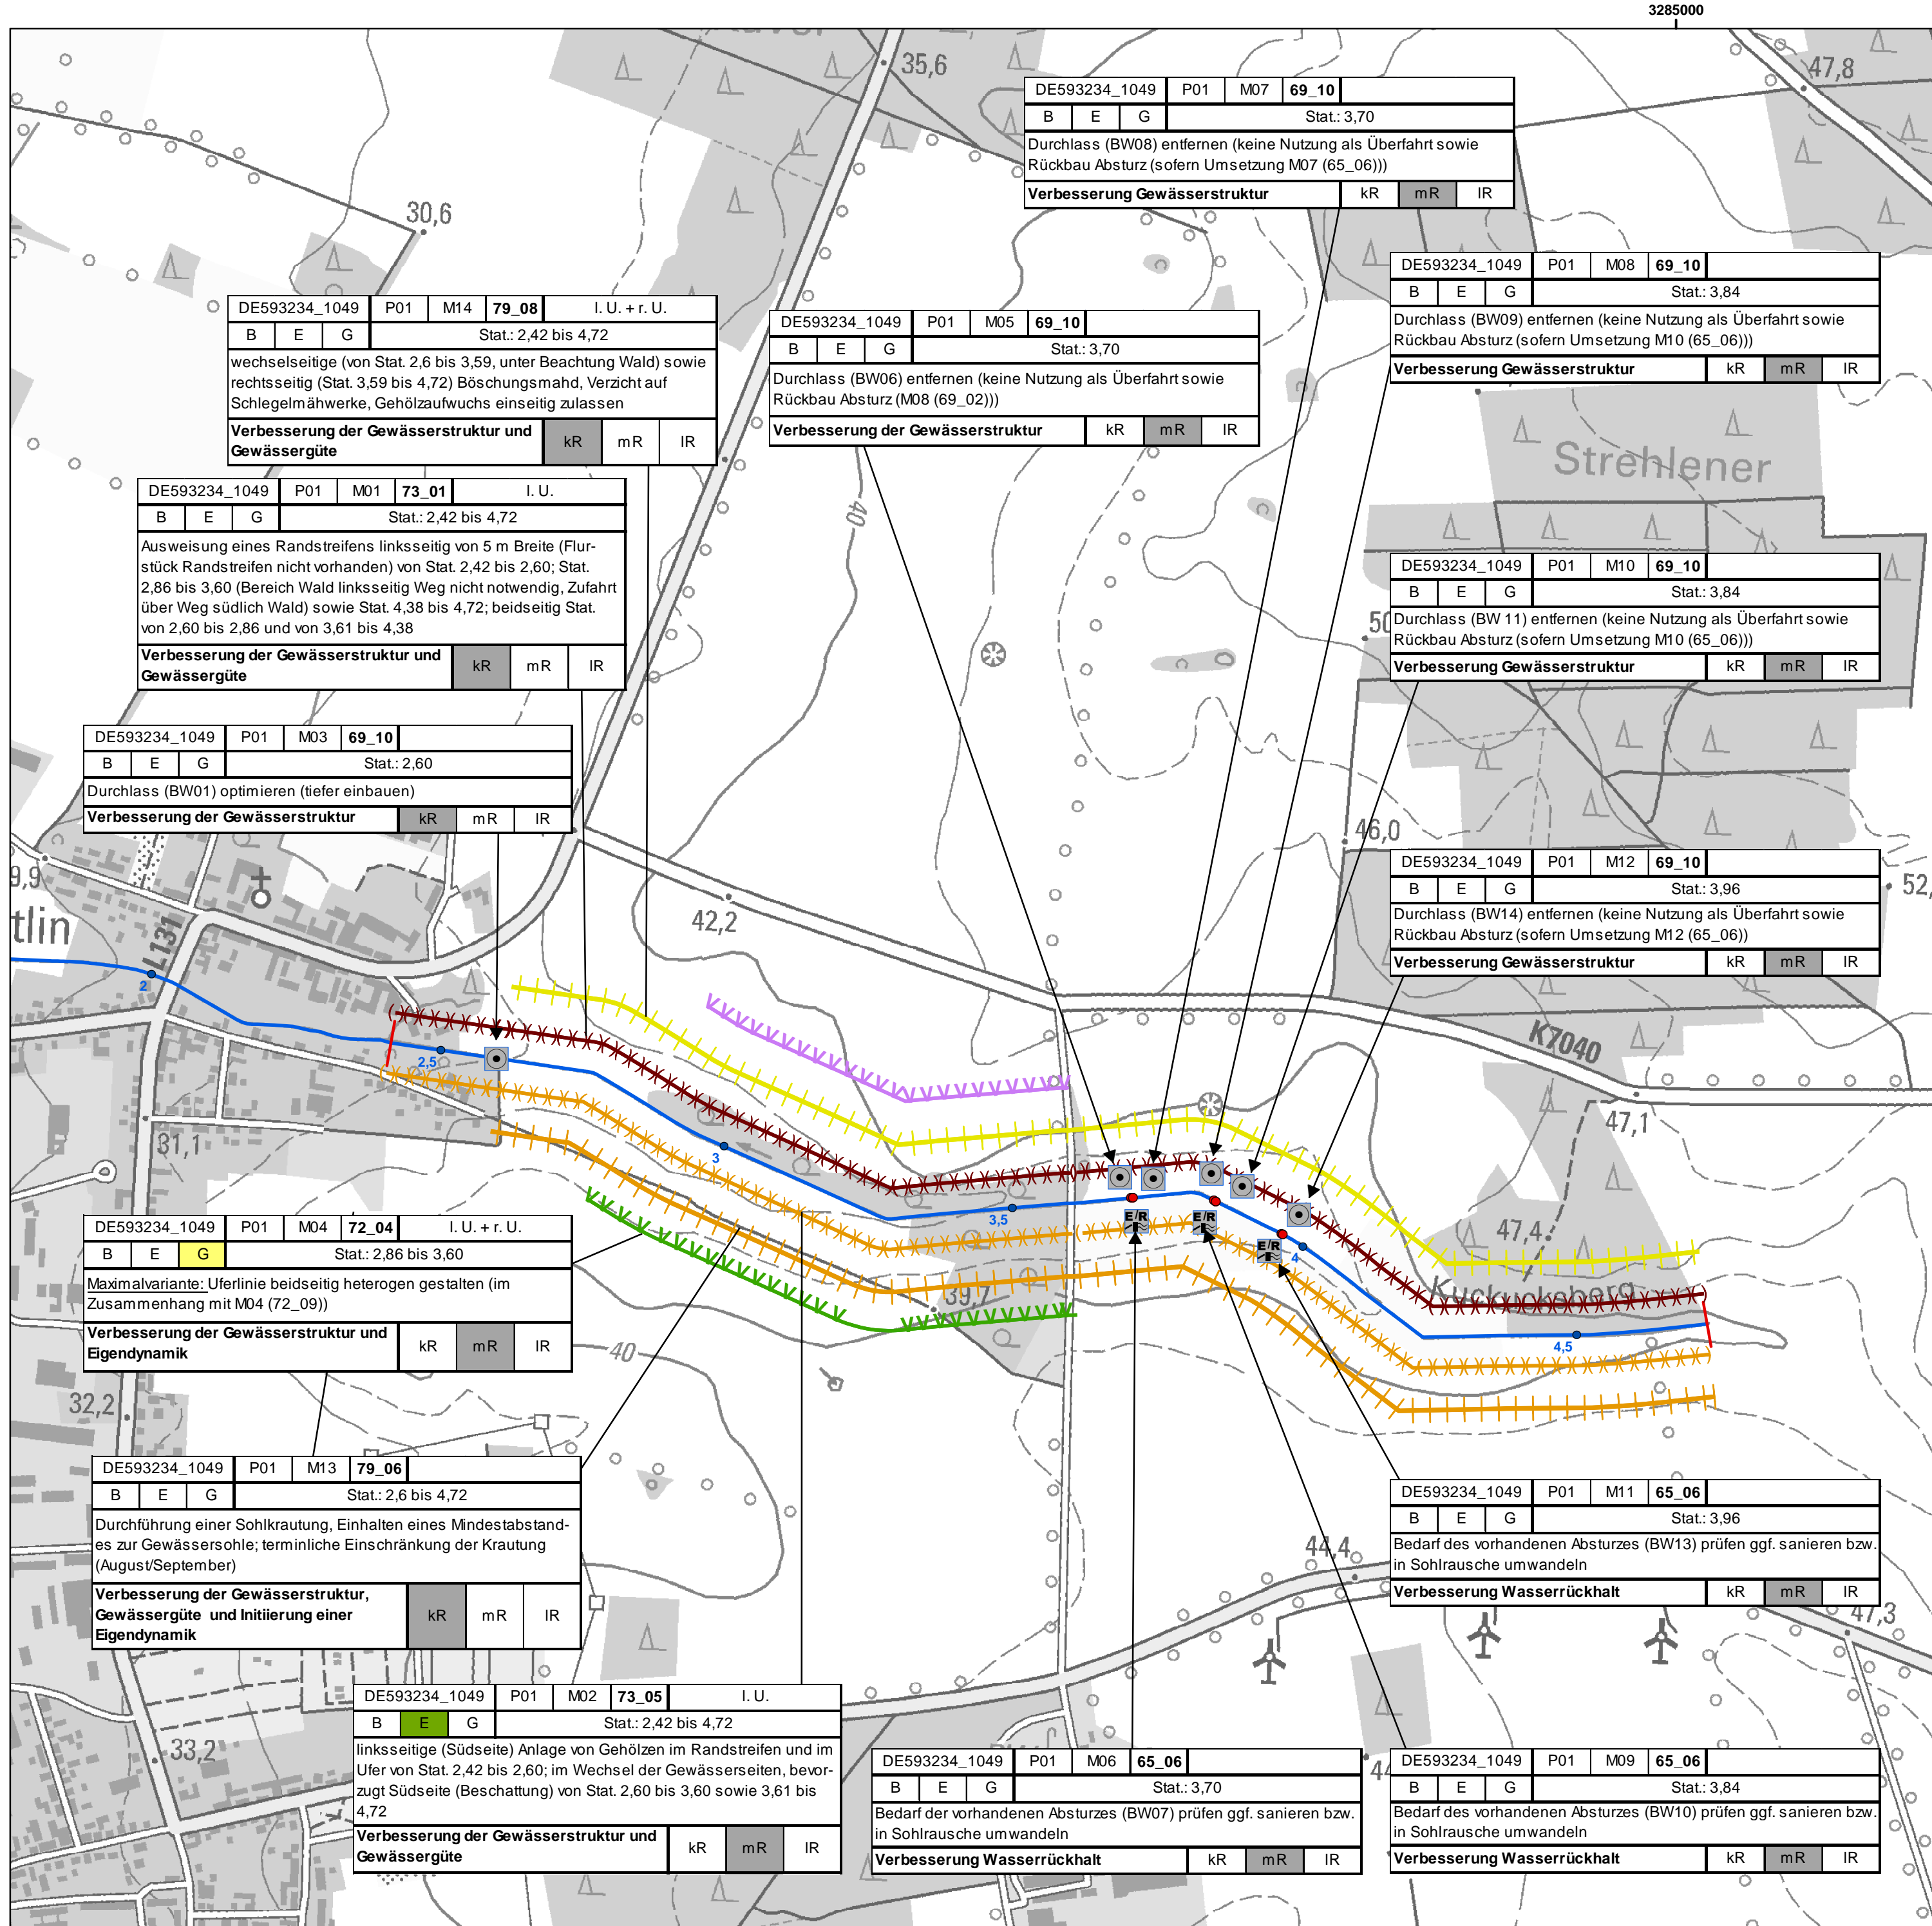 3285000
35,6
47,8
DE593234_1049 P01 M07 69_10
B E G Stat.: 3,70
Durchlass (BW08) entfernen (keine Nutzung als Überfahrt sowie
Rückbau Absturz (sofern Umsetzung M07 (65_06)))
Verbesserung Gewässerstruktur kR mR lR
30,6
DE593234_1049 P01 M08 69_10
B E G Stat.: 3,84
Durchlass (BW09) entfernen (keine Nutzung als Überfahrt sowie
Rückbau Absturz (sofern Umsetzung M10 (65_06)))
Verbesserung Gewässerstruktur kR mR lR
DE593234_1049 P01 M14 79_08 l. U. + r. U.
B E G Stat.: 2,42 bis 4,72
wechselseitige (von Stat. 2,6 bis 3,59, unter Beachtung Wald) sowie
rechtsseitig (Stat. 3,59 bis 4,72) Böschungsmahd, Verzicht auf
Schlegelmähwerke, Gehölzaufwuchs einseitig zulassen
Verbesserung der Gewässerstruktur und
Gewässergüte kR mR lR
DE593234_1049 P01 M05 69_10
B E G Stat.: 3,70
Durchlass (BW06) entfernen (keine Nutzung als Überfahrt sowie
Rückbau Absturz (M08 (69_02)))
Verbesserung der Gewässerstruktur kR mR lR
Strehlener
DE593234_1049 P01 M01 73_01 l. U.
B E G Stat.: 2,42 bis 4,72
Ausweisung eines Randstreifens linksseitig von 5 m Breite (Flur-
stück Randstreifen nicht vorhanden) von Stat. 2,42 bis 2,60; Stat.
2,86 bis 3,60 (Bereich Wald linksseitig Weg nicht notwendig, Zufahrt
über Weg südlich Wald) sowie Stat. 4,38 bis 4,72; beidseitig Stat.
von 2,60 bis 2,86 und von 3,61 bis 4,38
Verbesserung der Gewässerstruktur und
Gewässergüte kR mR lR
40
50
DE593234_1049 P01 M10 69_10
B E G Stat.: 3,84
Durchlass (BW 11) entfernen (keine Nutzung als Überfahrt sowie
Rückbau Absturz (sofern Umsetzung M10 (65_06)))
Verbesserung Gewässerstruktur kR mR lR
DE593234_1049 P01 M03 69_10
B E G Stat.: 2,60
Durchlass (BW01) optimieren (tiefer einbauen)
Verbesserung der Gewässerstruktur kR mR lR
46,0
DE593234_1049 P01 M12 69_10
B E G Stat.: 3,96
Durchlass (BW14) entfernen (keine Nutzung als Überfahrt sowie
Rückbau Absturz (sofern Umsetzung M12 (65_06))
Verbesserung Gewässerstruktur kR mR lR
9,9
52,
tlin
L131
42,2
2
2,5
K7040
31,1
47,1
3
3,5
E/R
E/R
E/R
4
47,4
Kuckucksberg
39,7
4,5
DE593234_1049 P01 M04 72_04 l. U. + r. U.
B E G Stat.: 2,86 bis 3,60
Maximalvariante: Uferlinie beidseitig heterogen gestalten (im
Zusammenhang mit M04 (72_09))
Verbesserung der Gewässerstruktur und
Eigendynamik kR mR lR
40
32,2
DE593234_1049 P01 M13 79_06
B E G Stat.: 2,6 bis 4,72
Durchführung einer Sohlkrautung, Einhalten eines Mindestabstand-
es zur Gewässersohle; terminliche Einschränkung der Krautung
(August/September)
Verbesserung der Gewässerstruktur,
Gewässergüte und Initiierung einer
Eigendynamik kR mR lR
44,4
DE593234_1049 P01 M11 65_06
B E G Stat.: 3,96
Bedarf des vorhandenen Absturzes (BW13) prüfen ggf. sanieren bzw.
in Sohlrausche umwandeln
Verbesserung Wasserrückhalt kR mR lR
47,3
33,2
DE593234_1049 P01 M02 73_05 l. U.
B E G Stat.: 2,42 bis 4,72
linksseitige (Südseite) Anlage von Gehölzen im Randstreifen und im
Ufer von Stat. 2,42 bis 2,60; im Wechsel der Gewässerseiten, bevor-
zugt Südseite (Beschattung) von Stat. 2,60 bis 3,60 sowie 3,61 bis
4,72
Verbesserung der Gewässerstruktur und
Gewässergüte kR mR lR
DE593234_1049 P01 M06 65_06
B E G Stat.: 3,70
Bedarf der vorhandenen Absturzes (BW07) prüfen ggf. sanieren bzw.
in Sohlrausche umwandeln
Verbesserung Wasserrückhalt kR mR lR
44
DE593234_1049 P01 M09 65_06
B E G Stat.: 3,84
Bedarf des vorhandenen Absturzes (BW10) prüfen ggf. sanieren bzw.
in Sohlrausche umwandeln
Verbesserung Wasserrückhalt kR mR lR